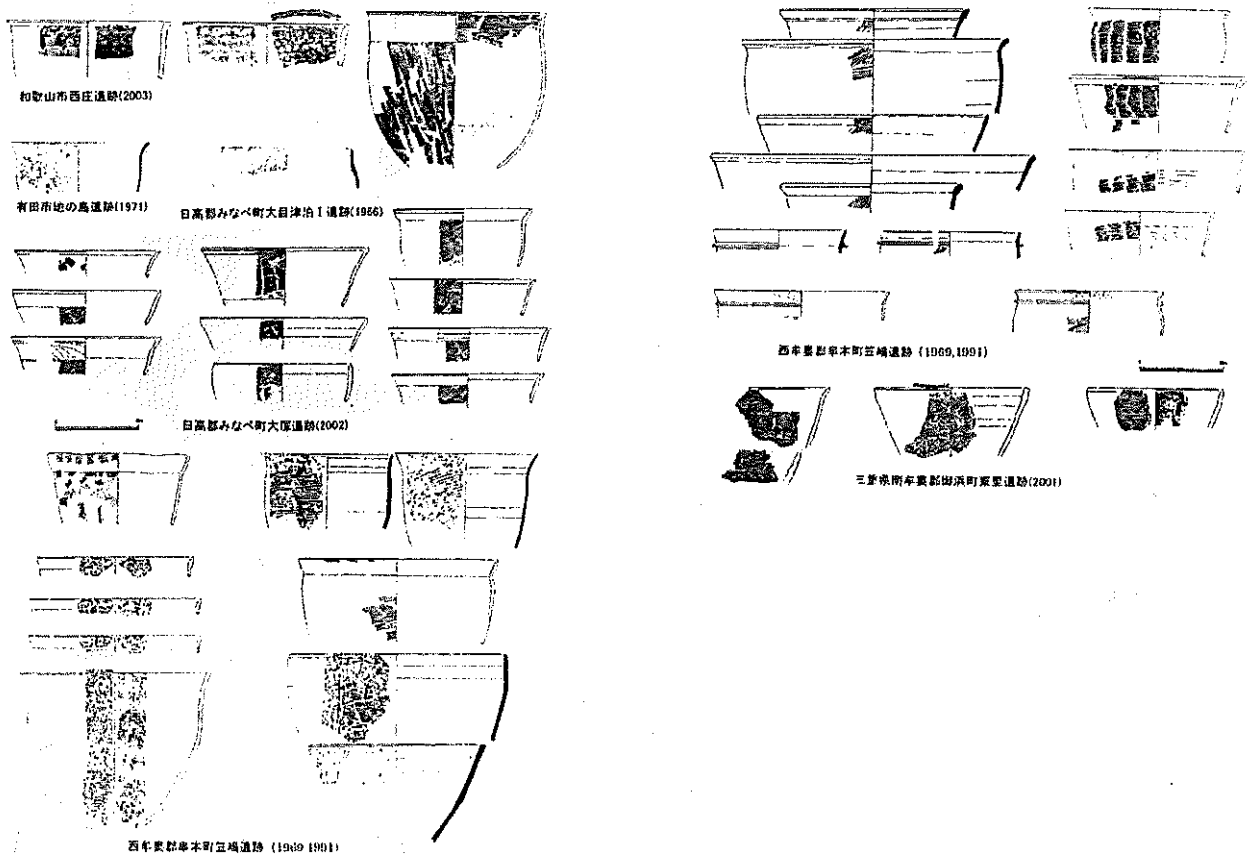 和歌山市西庄遺跡(2003)
有田市地の島遺跡(1971)
日高郡みなべ町大目津泊Ⅰ遺跡(1966)
日高郡みなべ町大塚遺跡(2002)
西牟婁郡串本町笠嶋遺跡 (1969 1991)
西牟婁郡串本町笠嶋遺跡 (1969,1991)
三重県南牟婁郡御浜町東里遺跡(2001)